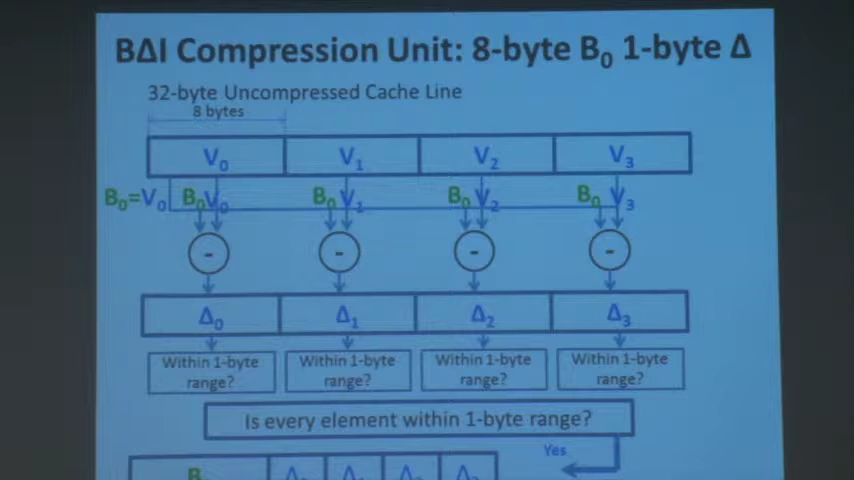 BΔI Compression Unit: 8-byte B₀ 1-byte Δ
32-byte Uncompressed Cache Line
8 bytes
V₀ V₁ V₂ V₃
B₀=V₀ B₀ V₀ B₀ V₁ B₀ V₂ B₀ V₃
- - - -
Δ₀ Δ₁ Δ₂ Δ₃
Within 1-byte range? Within 1-byte range? Within 1-byte range? Within 1-byte range?
Is every element within 1-byte range?
Yes